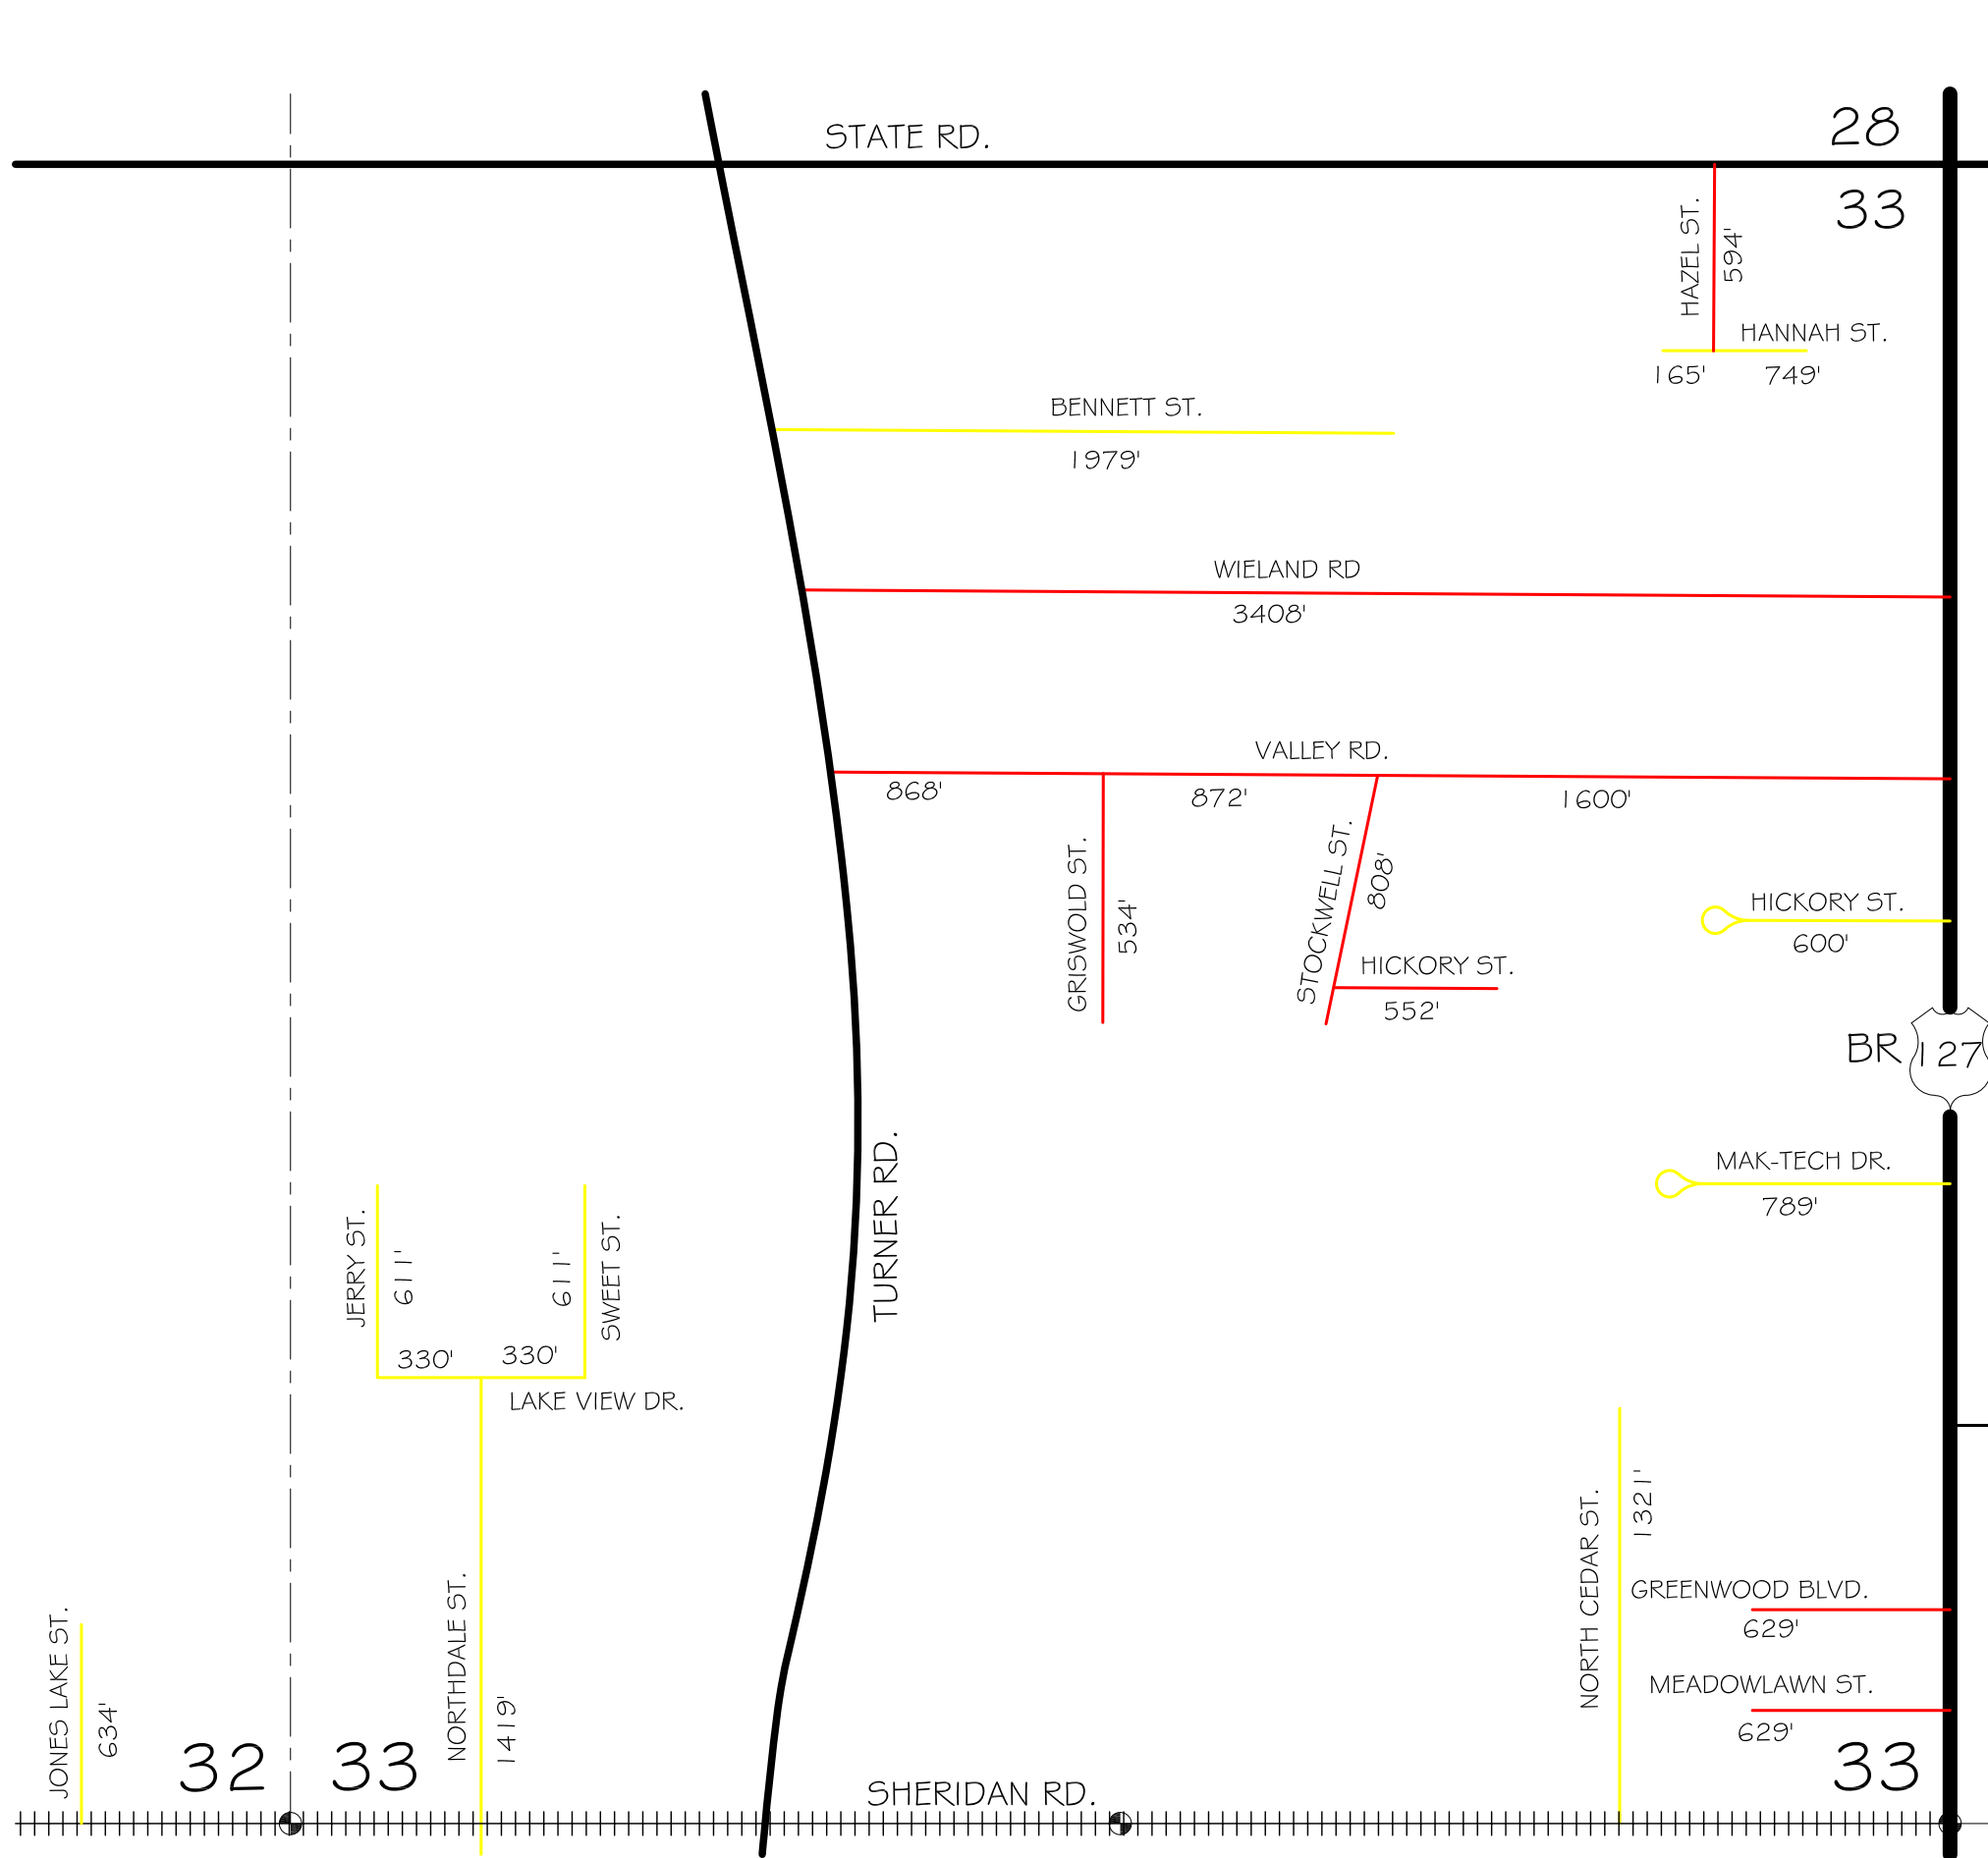 STATE RD.
28
33
HAZEL ST.
594'
HANNAH ST.
165'
749'
BENNETT ST.
1979'
WIELAND RD
3408'
VALLEY RD.
868'
872'
1600'
GRISWOLD ST.
534'
STOCKWELL ST.
808'
HICKORY ST.
600'
HICKORY ST.
552'
BR
127
TURNER RD.
MAK-TECH DR.
789'
JERRY ST.
611'
611'
SWEET ST.
330'
330'
LAKE VIEW DR.
NORTH CEDAR ST.
1321'
GREENWOOD BLVD.
629'
MEADOWLAWN ST.
629'
JONES LAKE ST.
634'
NORTHDALE ST.
1419'
32
33
SHERIDAN RD.
33